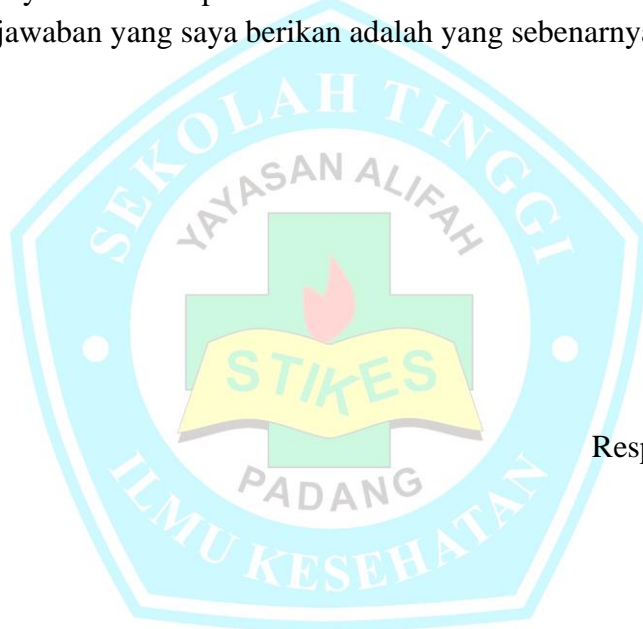 jawaban yang saya berikan adalah yang sebenarnya
SEKOLAH TINGGI
YAYASAN ALIFAH
STIKES
Resp
PADANG
ILMU KESEHATAN